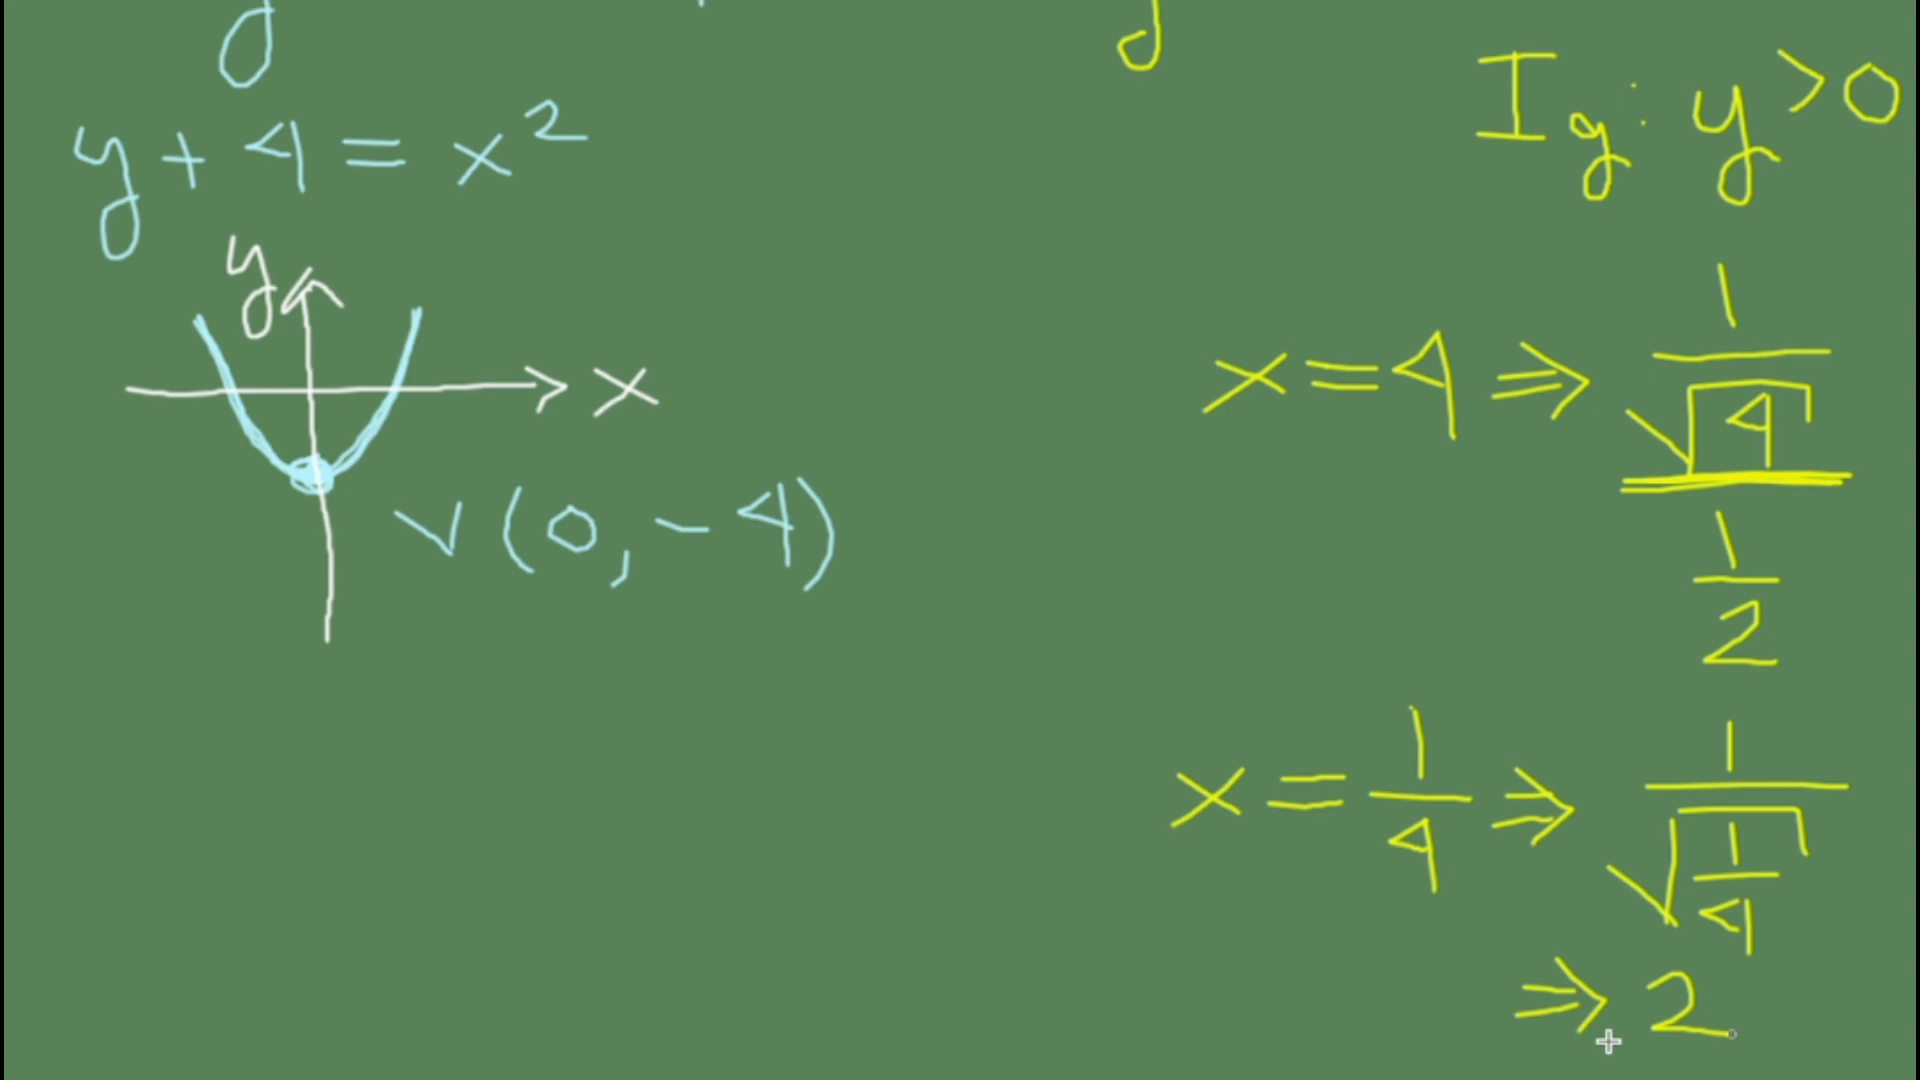 y + 4 = x²
y
x
V (0, -4)
I_g : y > 0
x = 4 ⇒ 1/√4
1/2
x = 1/4 ⇒ 1/√(1/4)
⇒ 2